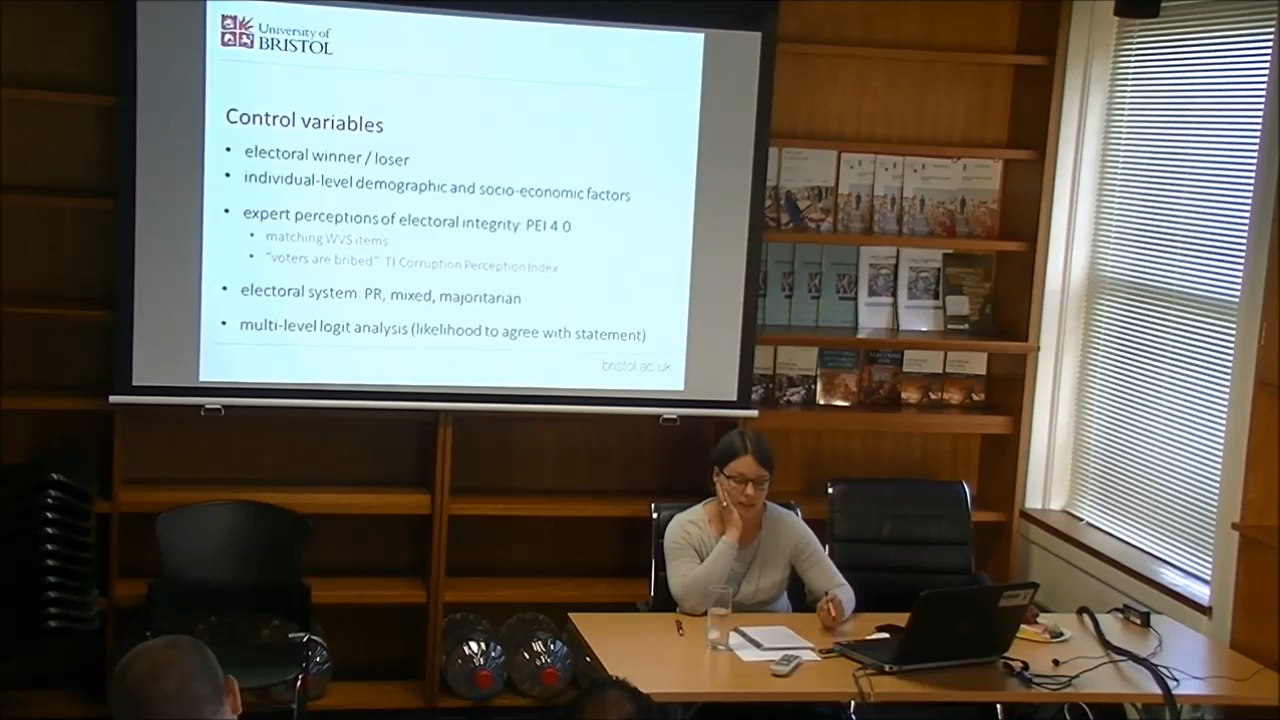 University of
BRISTOL
Control variables
• electoral winner / loser
• individual-level demographic and socio-economic factors
• expert perceptions of electoral integrity: PEI 4.0
• matching WVS items
• "voters are bribed" TI Corruption Perception Index
• electoral system: PR, mixed, majoritarian
• multi-level logit analysis (likelihood to agree with statement)
bristol.ac.uk